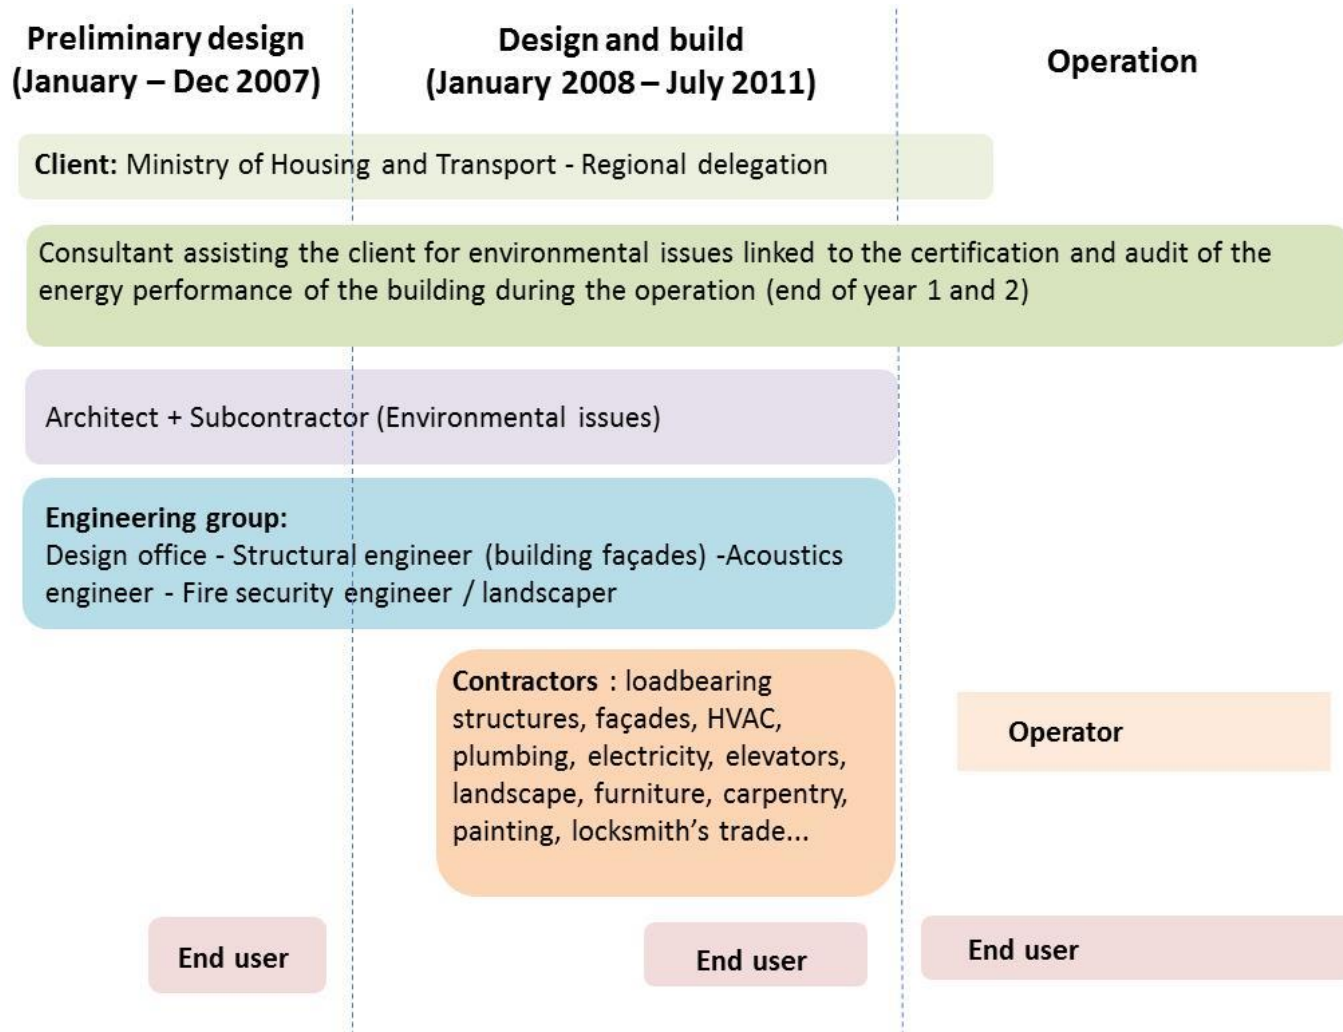 Preliminary design
(January – Dec 2007)
Design and build
(January 2008 – July 2011)
Operation
Client: Ministry of Housing and Transport - Regional delegation
Consultant assisting the client for environmental issues linked to the certification and audit of the
energy performance of the building during the operation (end of year 1 and 2)
Architect + Subcontractor (Environmental issues)
Engineering group:
Design office - Structural engineer (building façades) -Acoustics
engineer - Fire security engineer / landscaper
Contractors : loadbearing
structures, façades, HVAC,
plumbing, electricity, elevators,
landscape, furniture, carpentry,
painting, locksmith’s trade...
Operator
End user
End user
End user